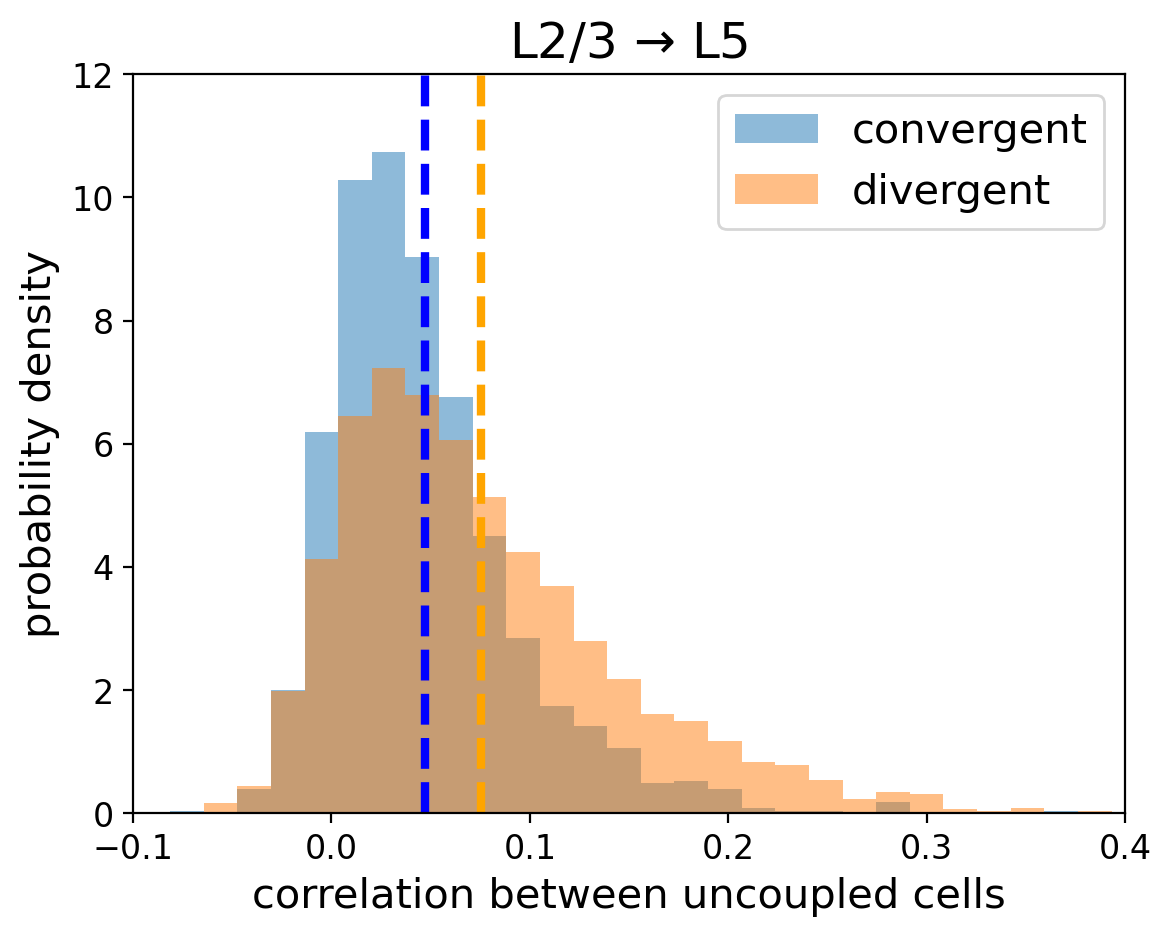 L2/3 → L5
12
10
8
6
4
2
0
probability density
convergent
divergent
−0.1
0.0
0.1
0.2
0.3
0.4
correlation between uncoupled cells